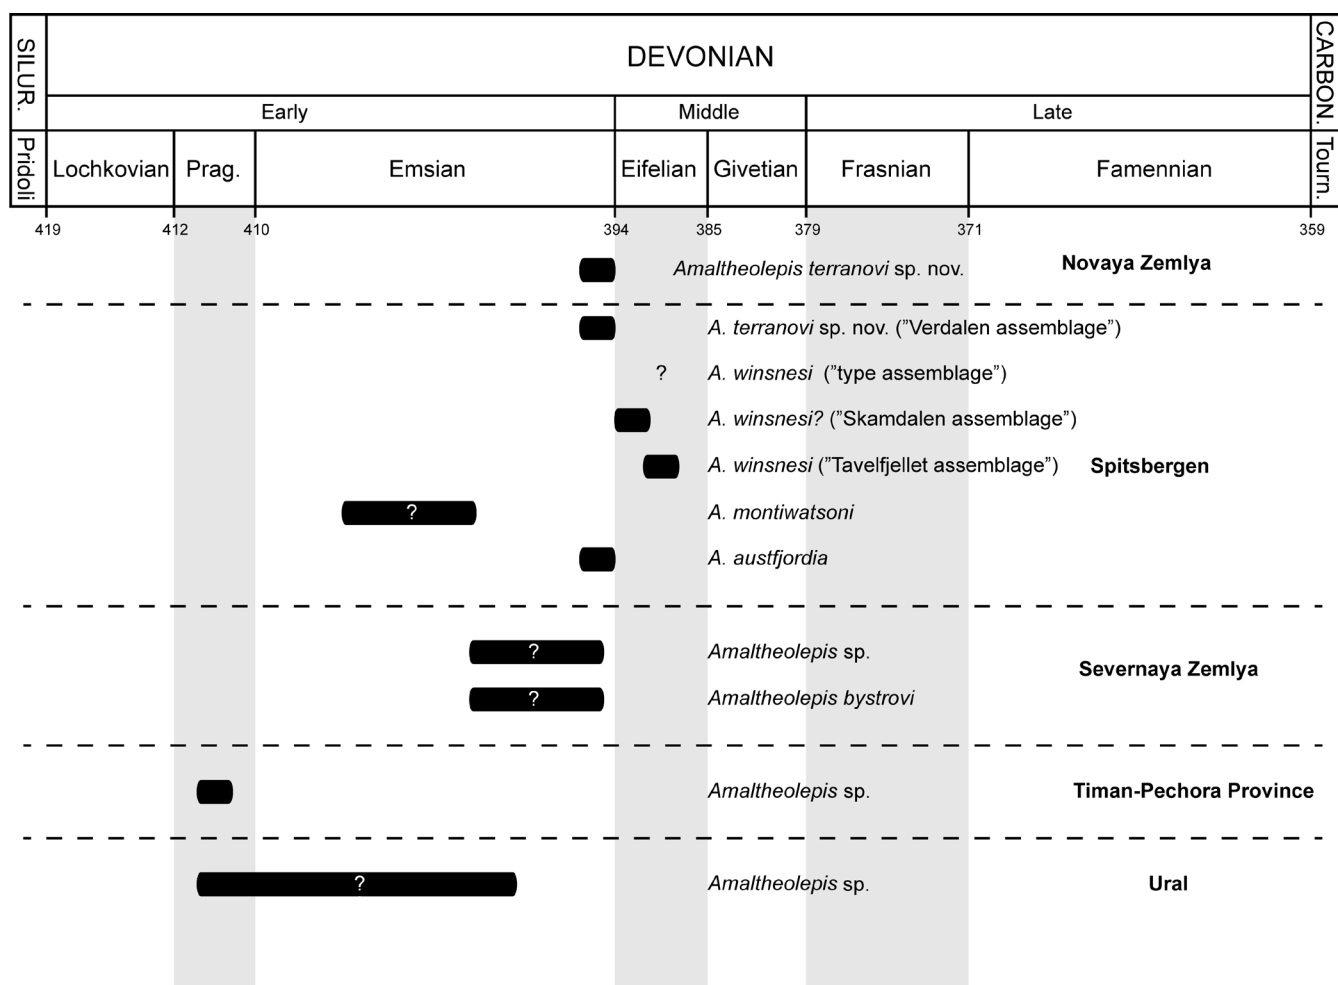 SILUR.
DEVONIAN
CARBON.
Early
Middle
Late
Pridoli
Lochkovian
Prag.
Emsian
Eifelian
Givetian
Frasnian
Famennian
Tourn.
419
412
410
394
385
379
371
359
Amaltheolepis terranovi sp. nov.
Novaya Zemlya
A. terranovi sp. nov. (”Verdalen assemblage”)
? A. winsnesi (”type assemblage”)
A. winsnesi? (”Skamdalen assemblage”)
A. winsnesi (”Tavelfjellet assemblage”)
Spitsbergen
? A. montiwatsoni
A. austfjordia
? Amaltheolepis sp.
Severnaya Zemlya
? Amaltheolepis bystrovi
Amaltheolepis sp.
Timan-Pechora Province
? Amaltheolepis sp.
Ural